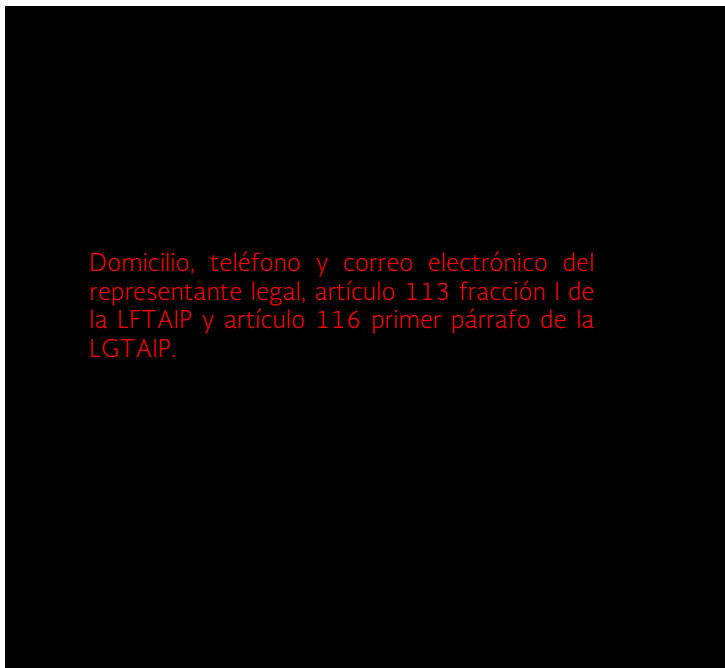 Domicilio, teléfono y correo electrónico del
representante legal, artículo 113 fracción I de
la LFTAIP y artículo 116 primer párrafo de la
LGTAIP.